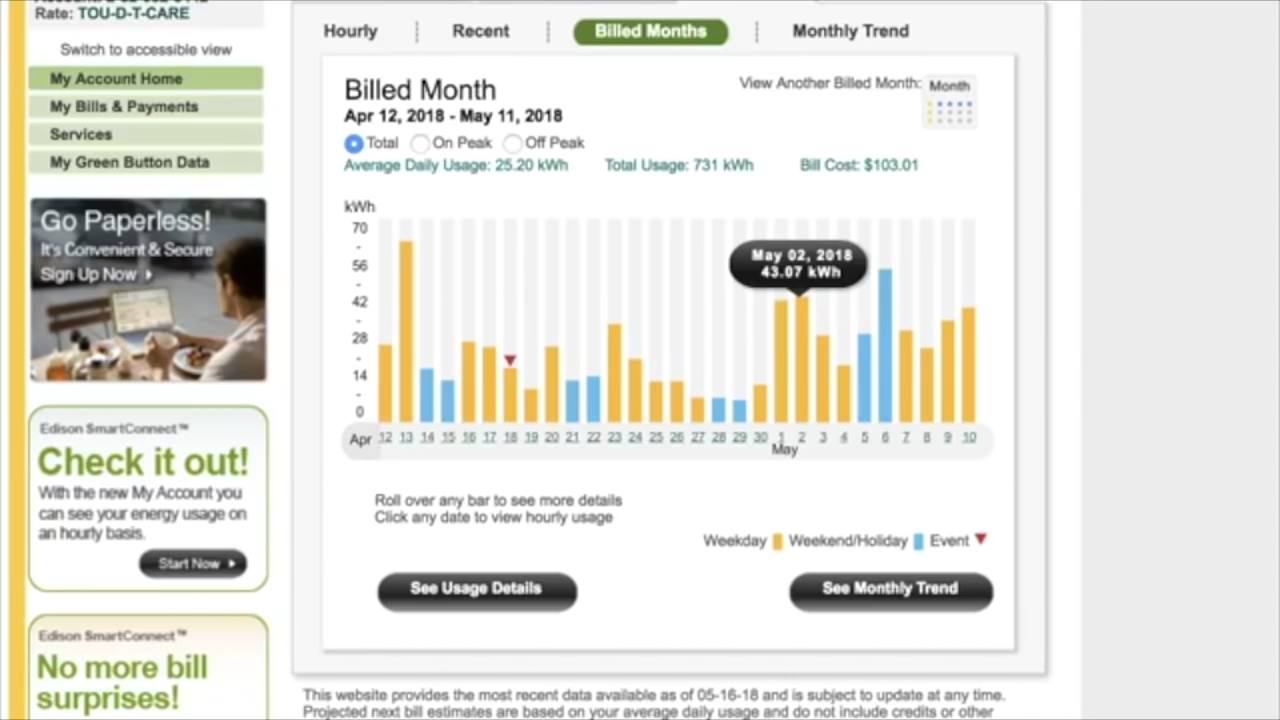 Rate: TOU-D-T-CARE
Switch to accessible view
My Account Home
My Bills & Payments
Services
My Green Button Data
Go Paperless!
It's Convenient & Secure
Sign Up Now
Edison SmartConnect™
Check it out!
With the new My Account you
can see your energy usage on
an hourly basis.
Start Now
Edison SmartConnect™
No more bill
surprises!
Hourly | Recent | Billed Months | Monthly Trend
Billed Month
View Another Billed Month: Month
Apr 12, 2018 - May 11, 2018
Total On Peak Off Peak
Average Daily Usage: 25.20 kWh Total Usage: 731 kWh Bill Cost: $103.01
kWh
70
-
56
-
42
-
28
-
14
-
0
May 02, 2018
43.07 kWh
Apr 12 13 14 15 16 17 18 19 20 21 22 23 24 25 26 27 28 29 30 1 2 3 4 5 6 7 8 9 10
May
Roll over any bar to see more details
Click any date to view hourly usage
Weekday Weekend/Holiday Event
See Usage Details
See Monthly Trend
This website provides the most recent data available as of 05-16-18 and is subject to update at any time.
Projected next bill estimates are based on your average daily usage and do not include credits or other